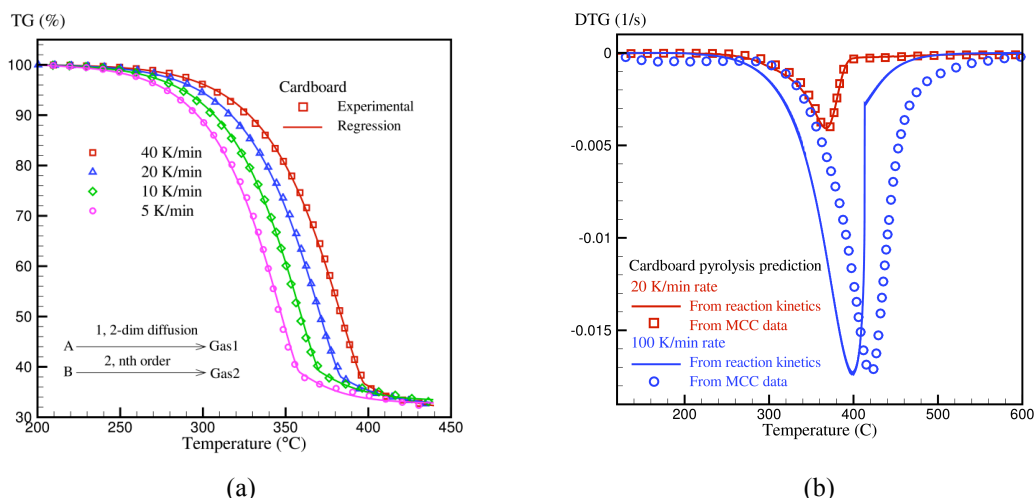 TG (%)
100
90
80
70
60
50
40
30
200
250
300
350
400
450
Temperature (°C)
Cardboard
Experimental
Regression
40 K/min
20 K/min
10 K/min
5 K/min
1, 2-dim diffusion
A
Gas1
2, nth order
B
Gas2
(a)
DTG (1/s)
0
-0.005
-0.01
-0.015
200
300
400
500
600
Temperature (C)
Cardboard pyrolysis prediction
20 K/min rate
From reaction kinetics
From MCC data
100 K/min rate
From reaction kinetics
From MCC data
(b)